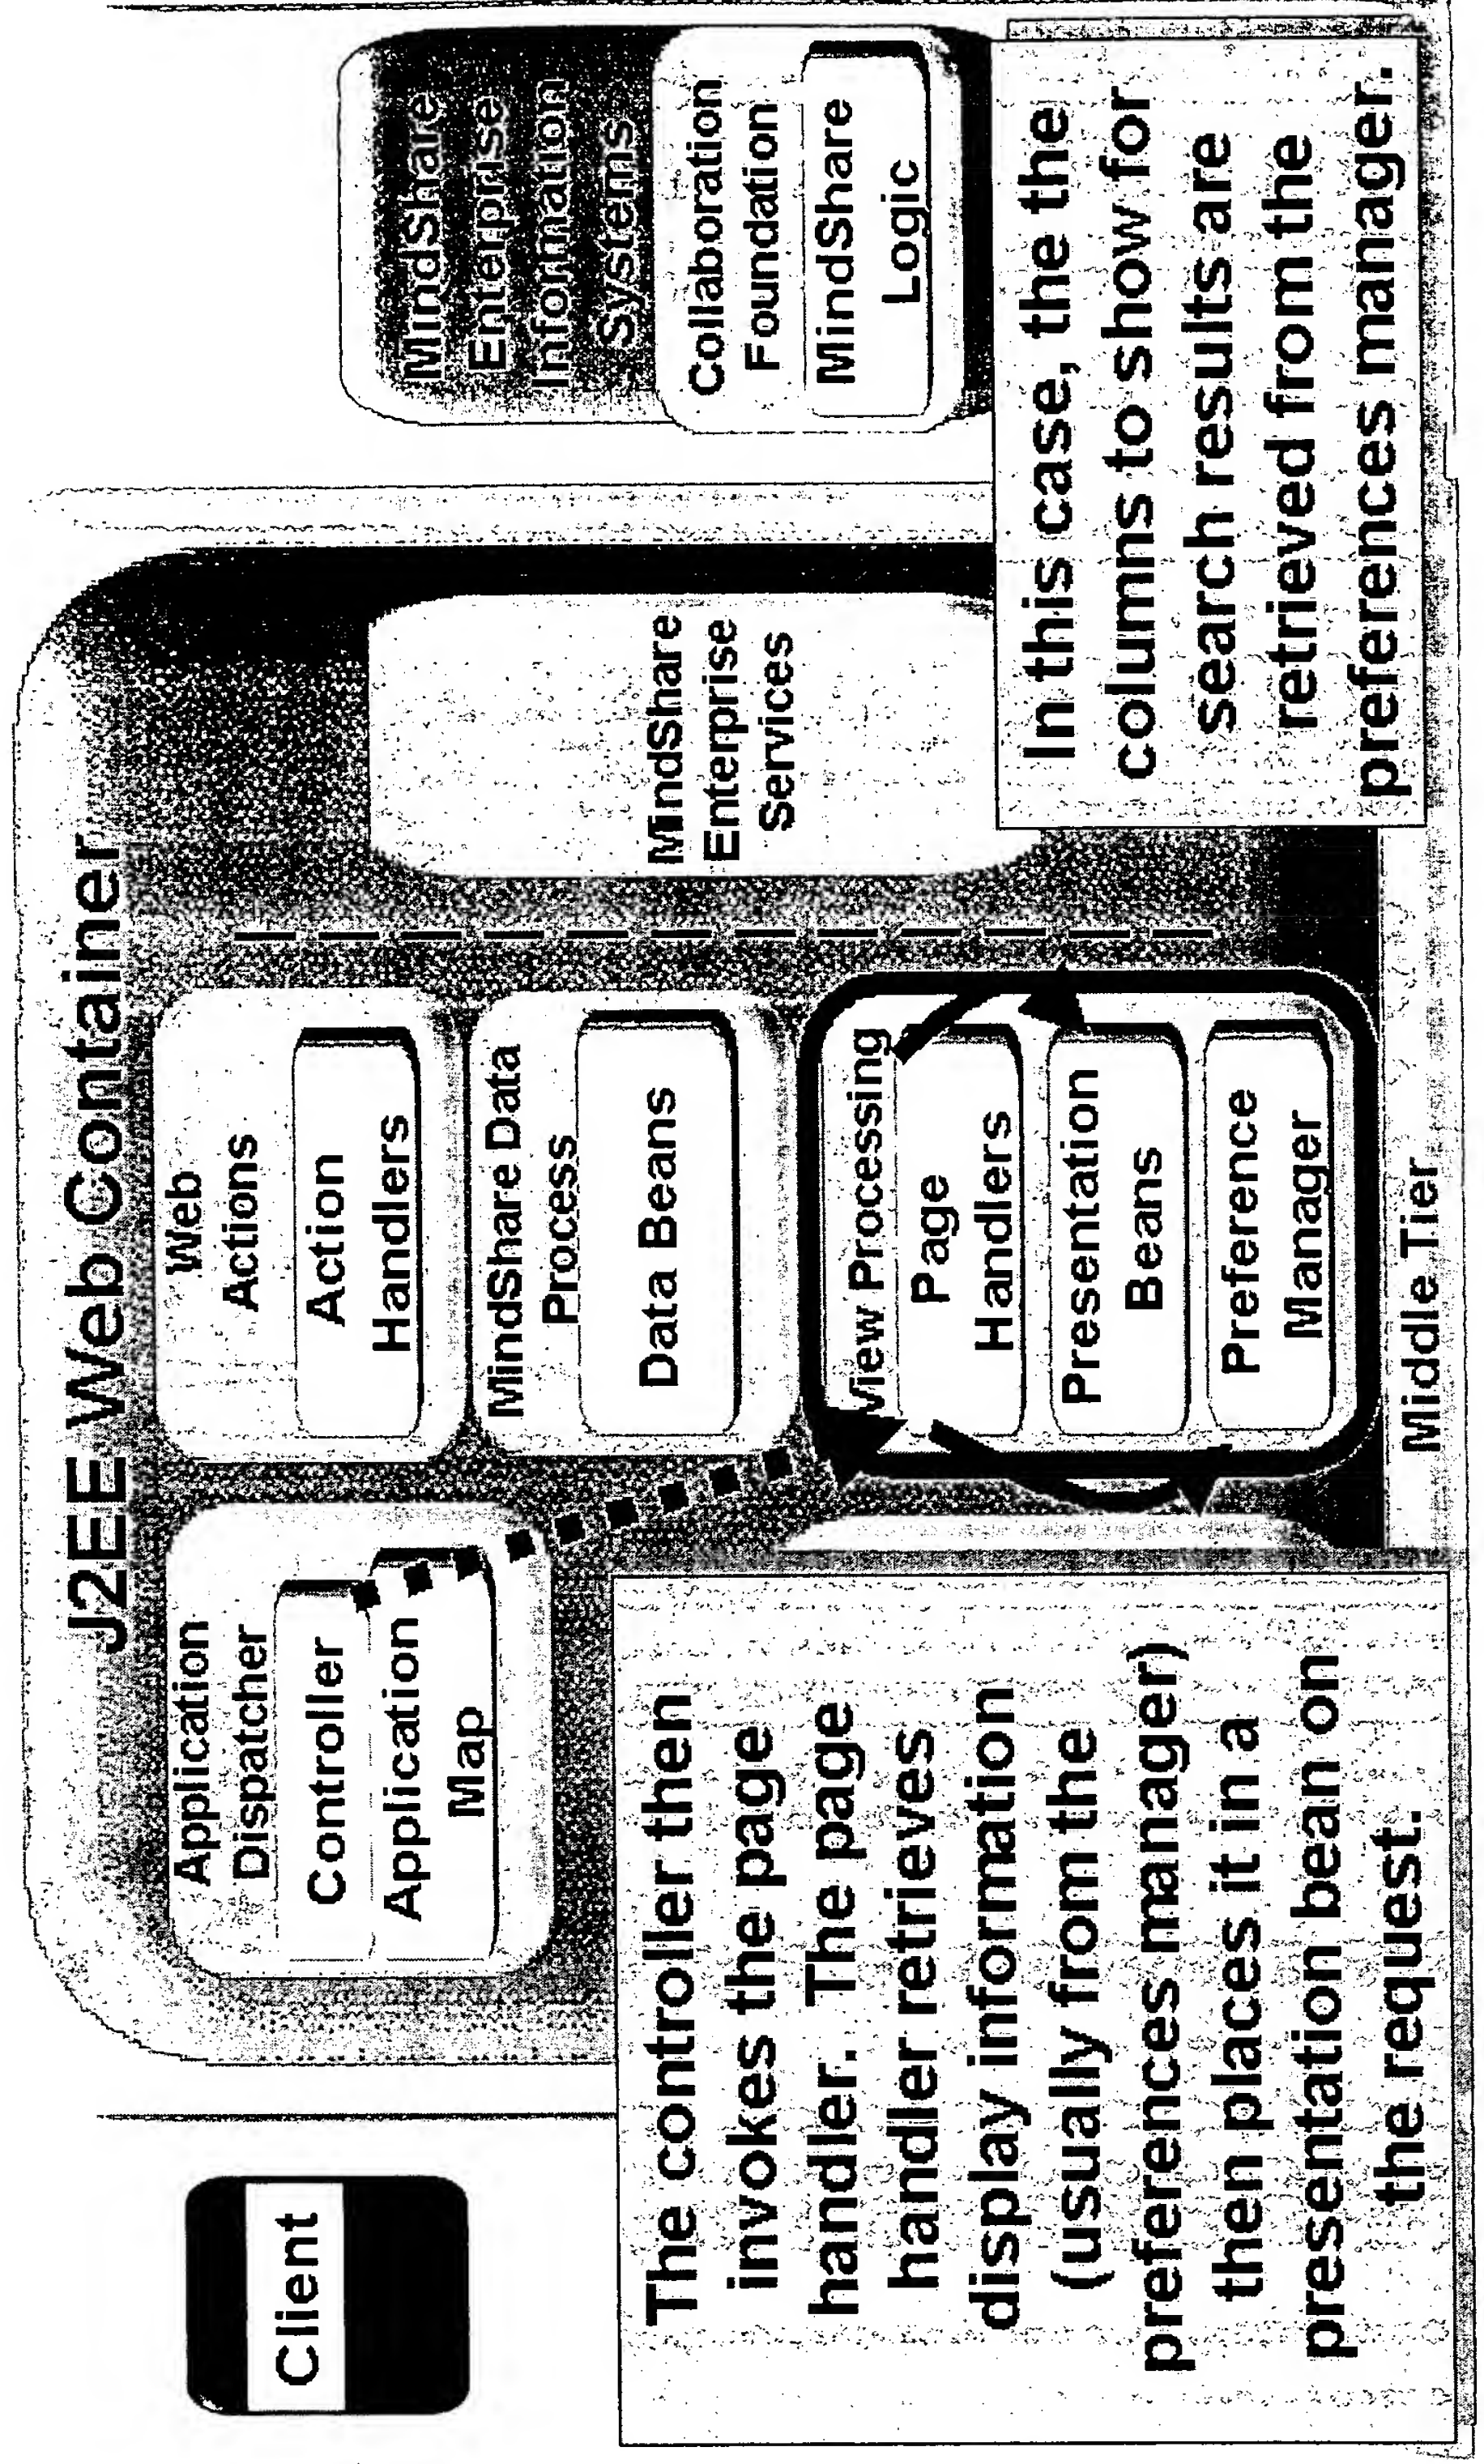 J2EE Web Container
Client
Application
Dispatcher
Controller
Application
Map
Web
Actions
Action
Handlers
MindShare Data
Process
Data Beans
View Processing
Page
Handlers
Presentation
Beans
Preference
Manager
MindShare
Enterprise
Services
MindShare
Enterprise
Information
Systems
Collaboration
Foundation
MindShare
Logic
The controller then
invokes the page
handler. The page
handler retrieves
display information
(usually from the
preferences manager)
then places it in a
presentation bean on
the request.
In this case, the the
columns to show for
search results are
retrieved from the
preferences manager.
Middle Tier